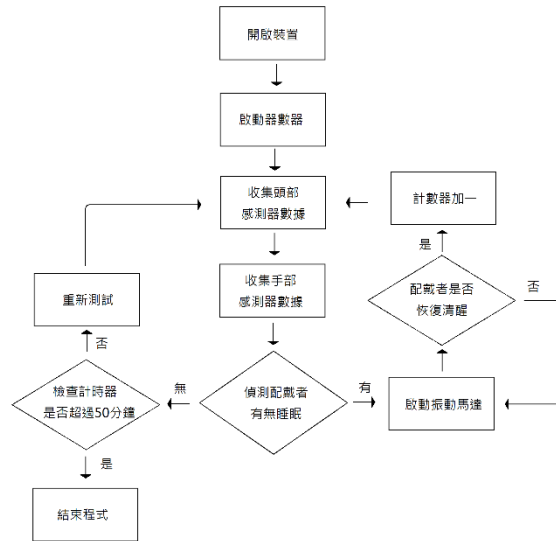 開啟裝置
啟動器數器
收集頭部
感測器數據
計數器加一
是
收集手部
感測器數據
重新測試
配戴者是否
恢復清醒
否
否
檢查計時器
是否超過50分鐘
無
偵測配戴者
有無睡眠
有
啟動振動馬達
是
結束程式